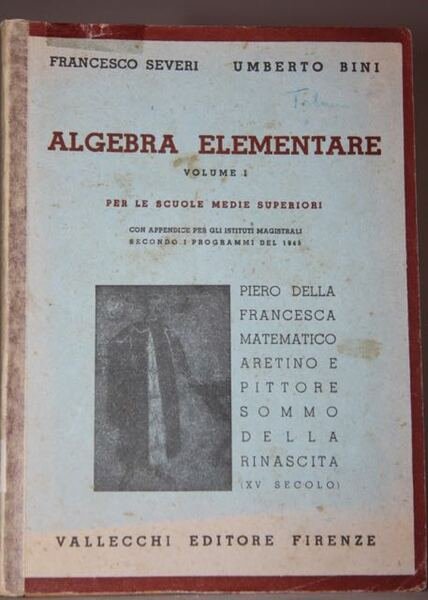 FRANCESCO SEVERI UMBERTO BINI
ALGEBRA ELEMENTARE
VOLUME I
PER LE SCUOLE MEDIE SUPERIORI
CON APPENDICE PER GLI ISTITUTI MAGISTRALI
SECONDO I PROGRAMMI DEL 1945
PIERO DELLA
FRANCESCA
MATEMATICO
ARETINO E
PITTORE
SOMMO
DELLA
RINASCITA
(XV SECOLO)
VALLECCHI EDITORE FIRENZE